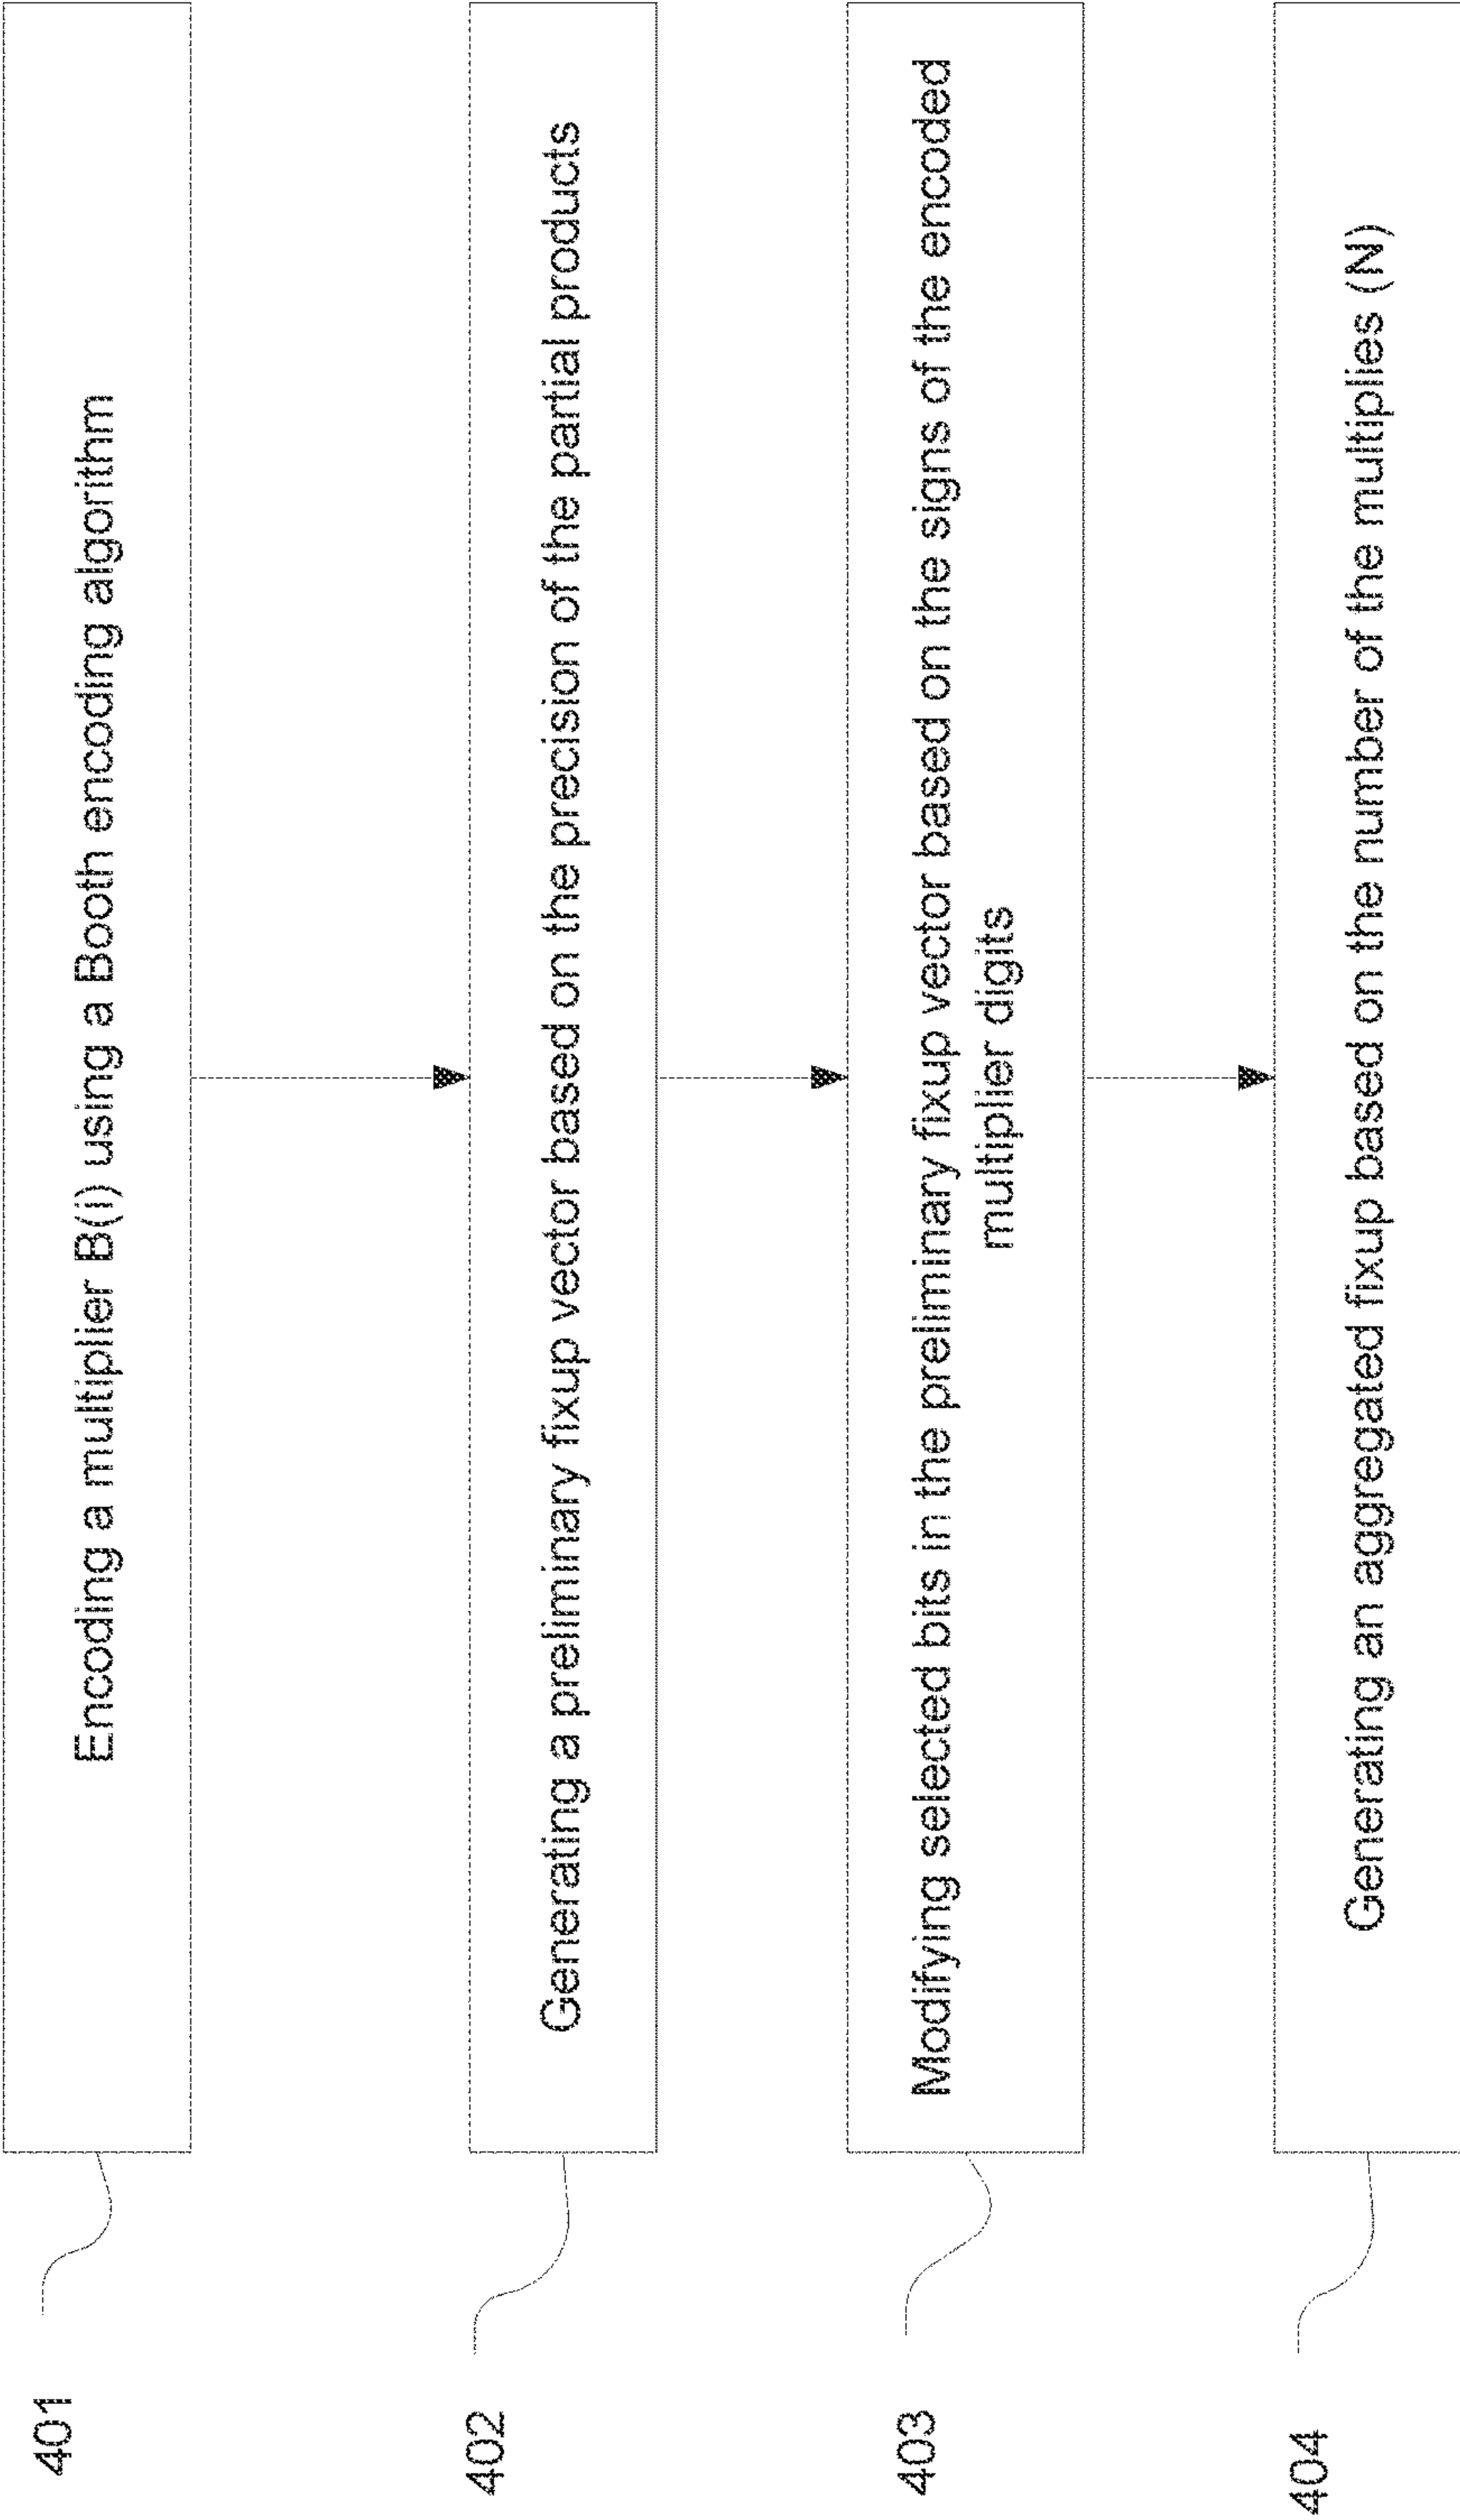 401
Encoding a multiplier B(i) using a Booth encoding algorithm
402
Generating a preliminary fixup vector based on the precision of the partial products
403
Modifying selected bits in the preliminary fixup vector based on the signs of the encoded
multiplier digits
404
Generating an aggregated fixup based on the number of the multiplies (N)